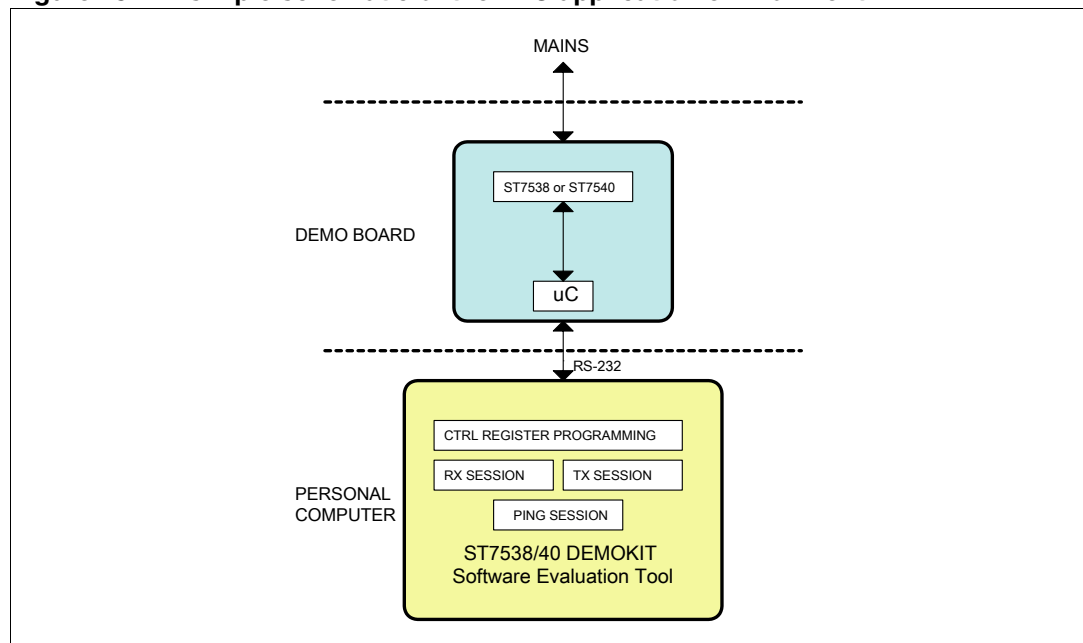 MAINS
ST7538 or ST7540
DEMO BOARD
uC
RS-232
CTRL REGISTER PROGRAMMING
RX SESSION
TX SESSION
PERSONAL
COMPUTER
PING SESSION
ST7538/40 DEMOKIT
Software Evaluation Tool